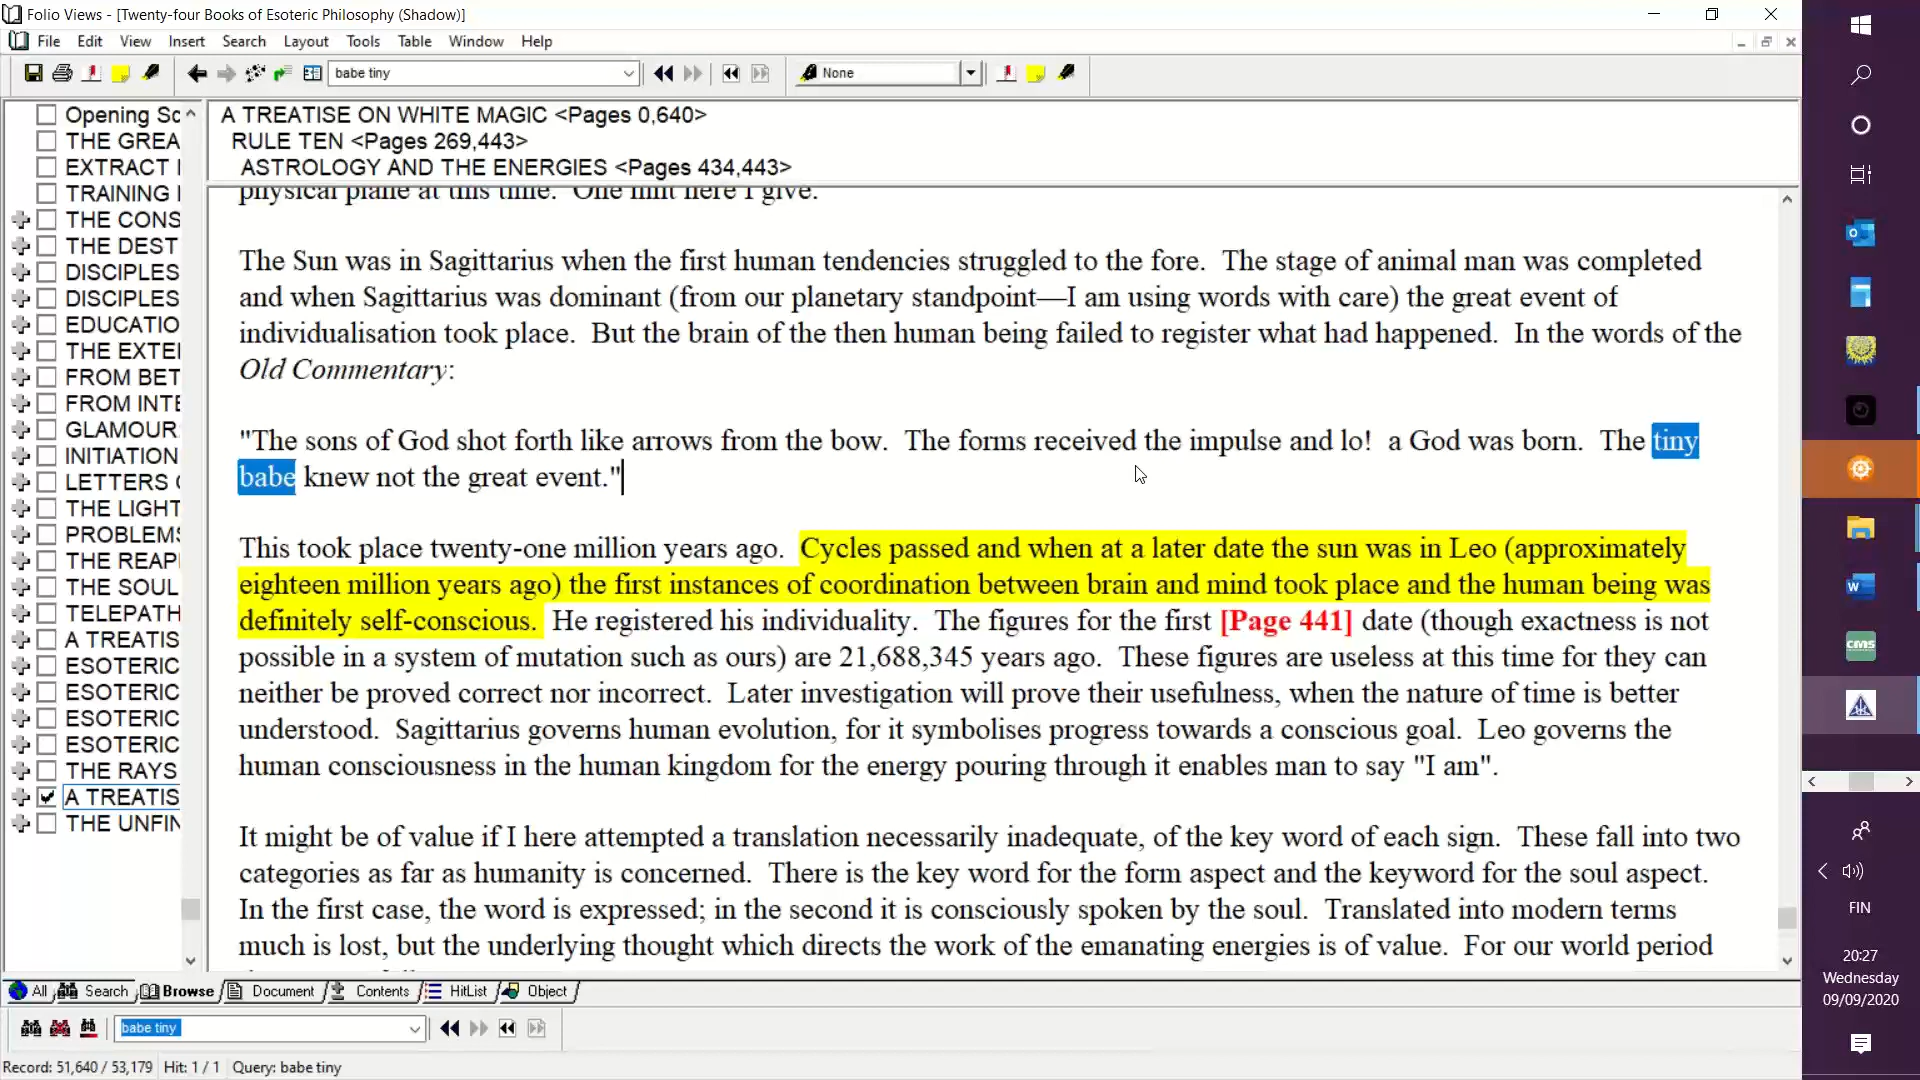 Folio Views - [Twenty-four Books of Esoteric Philosophy (Shadow)]
File Edit View Insert Search Layout Tools Table Window Help
babe tiny
None
Opening Sc
THE GREA
EXTRACT
TRAINING
THE CONS
THE DEST
DISCIPLES
DISCIPLES
EDUCATIO
THE EXTE
FROM BET
FROM INTE
GLAMOUR
INITIATION
LETTERS
THE LIGHT
PROBLEMS
THE REAP
THE SOUL
TELEPATH
A TREATIS
ESOTERIC
ESOTERIC
ESOTERIC
ESOTERIC
THE RAYS
A TREATIS
THE UNFIN
A TREATISE ON WHITE MAGIC <Pages 0,640>
RULE TEN <Pages 269,443>
ASTROLOGY AND THE ENERGIES <Pages 434,443>
physical plane at this time. One hint here I give.
The Sun was in Sagittarius when the first human tendencies struggled to the fore. The stage of animal man was completed
and when Sagittarius was dominant (from our planetary standpoint—I am using words with care) the great event of
individualisation took place. But the brain of the then human being failed to register what had happened. In the words of the
Old Commentary:
"The sons of God shot forth like arrows from the bow. The forms received the impulse and lo! a God was born. The tiny
babe knew not the great event."
This took place twenty-one million years ago. Cycles passed and when at a later date the sun was in Leo (approximately
eighteen million years ago) the first instances of coordination between brain and mind took place and the human being was
definitely self-conscious. He registered his individuality. The figures for the first [Page 441] date (though exactness is not
possible in a system of mutation such as ours) are 21,688,345 years ago. These figures are useless at this time for they can
neither be proved correct nor incorrect. Later investigation will prove their usefulness, when the nature of time is better
understood. Sagittarius governs human evolution, for it symbolises progress towards a conscious goal. Leo governs the
human consciousness in the human kingdom for the energy pouring through it enables man to say "I am".
It might be of value if I here attempted a translation necessarily inadequate, of the key word of each sign. These fall into two
categories as far as humanity is concerned. There is the key word for the form aspect and the keyword for the soul aspect.
In the first case, the word is expressed; in the second it is consciously spoken by the soul. Translated into modern terms
much is lost, but the underlying thought which directs the work of the emanating energies is of value. For our world period
All Search Browse Document Contents HitList Object
babe tiny
Record: 51,640 / 53,179 Hit: 1 / 1 Query: babe tiny
CMS
FIN
20:27
Wednesday
09/09/2020